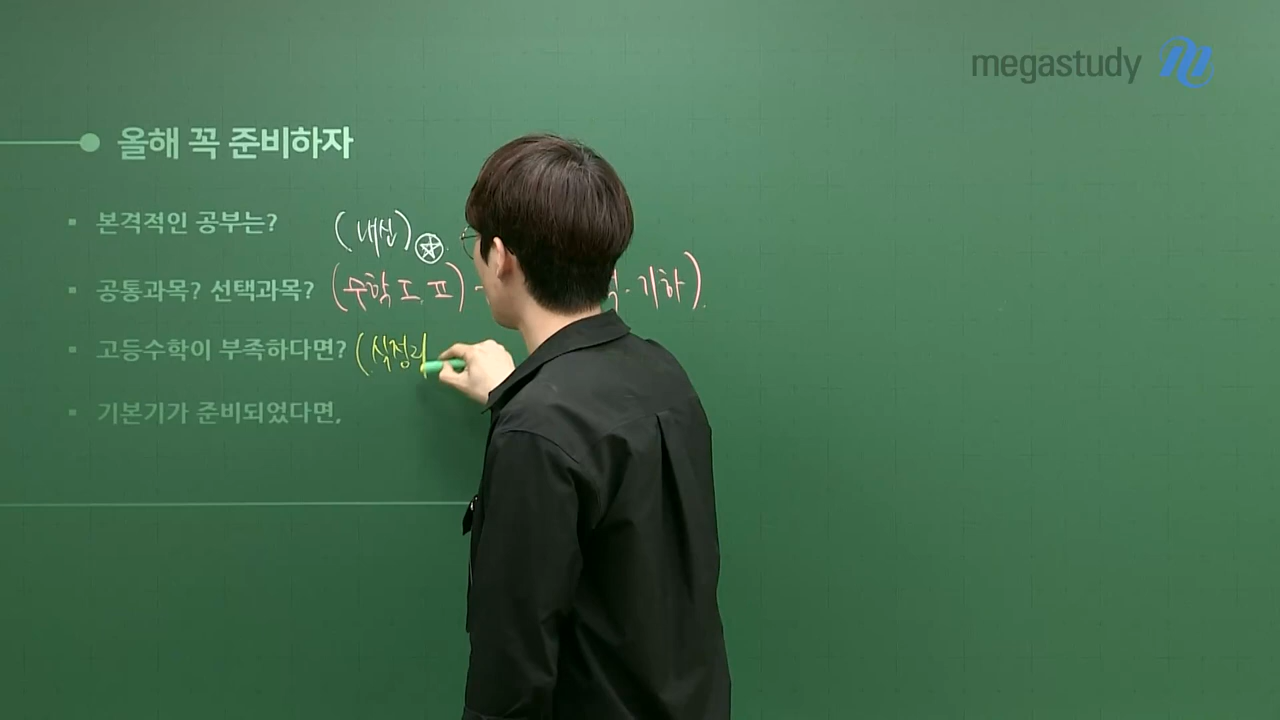 megastudy
올해 꼭 준비하자
본격적인 공부는? (내신)
공통과목? 선택과목? (수학Ⅰ,Ⅱ) 기하)
고등수학이 부족하다면? (식정리
기본기가 준비되었다면,